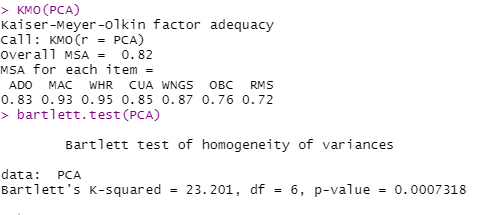 > KMO(PCA)
Kaiser-Meyer-Olkin factor adequacy
Call: KMO(r = PCA)
Overall MSA =  0.82
MSA for each item =
 ADO  MAC  WHR  CUA WNGS  OBC  RMS
0.83 0.93 0.95 0.85 0.87 0.76 0.72
> bartlett.test(PCA)
Bartlett test of homogeneity of variances
data:  PCA
Bartlett's K-squared = 23.201, df = 6, p-value = 0.0007318